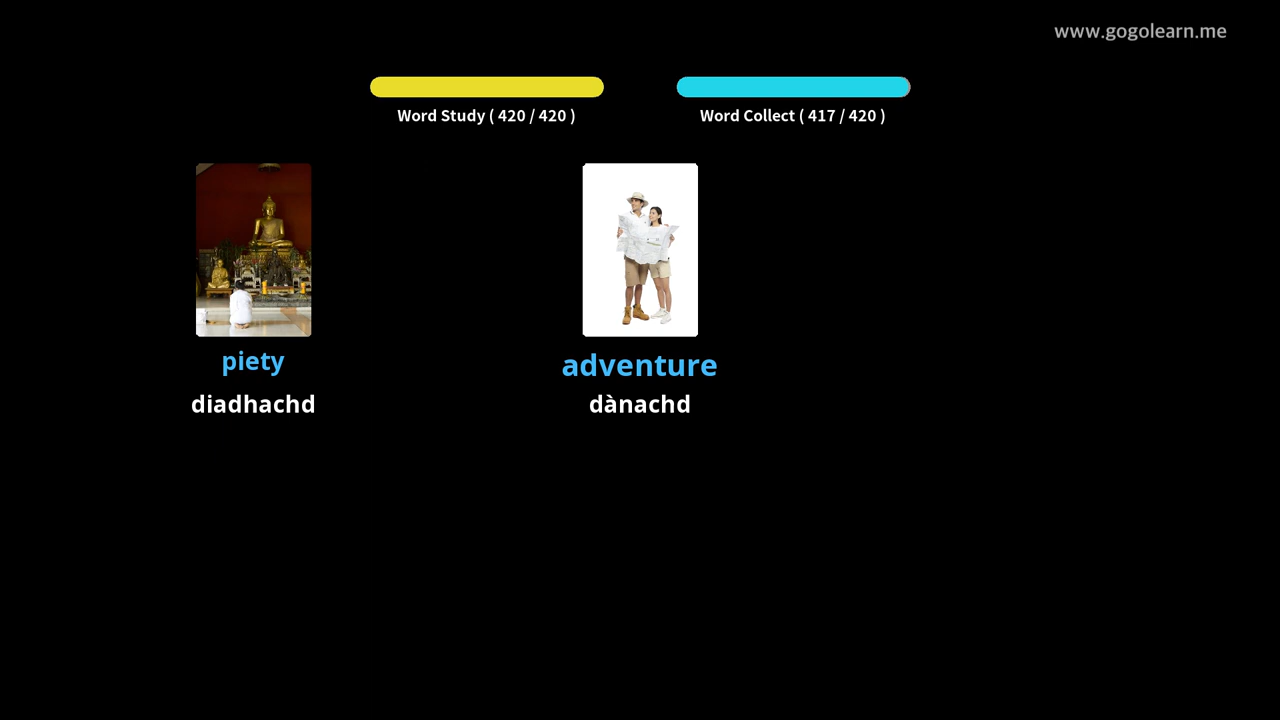 www.gogolearn.me
Word Study ( 420 / 420 )
Word Collect ( 417 / 420 )
piety
adventure
diadhachd
dànachd